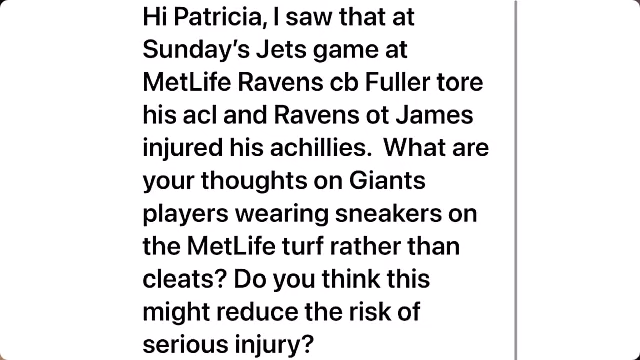 Hi Patricia, I saw that at
Sunday’s Jets game at
MetLife Ravens cb Fuller tore
his acl and Ravens ot James
injured his achillies.  What are
your thoughts on Giants
players wearing sneakers on
the MetLife turf rather than
cleats? Do you think this
might reduce the risk of
serious injury?